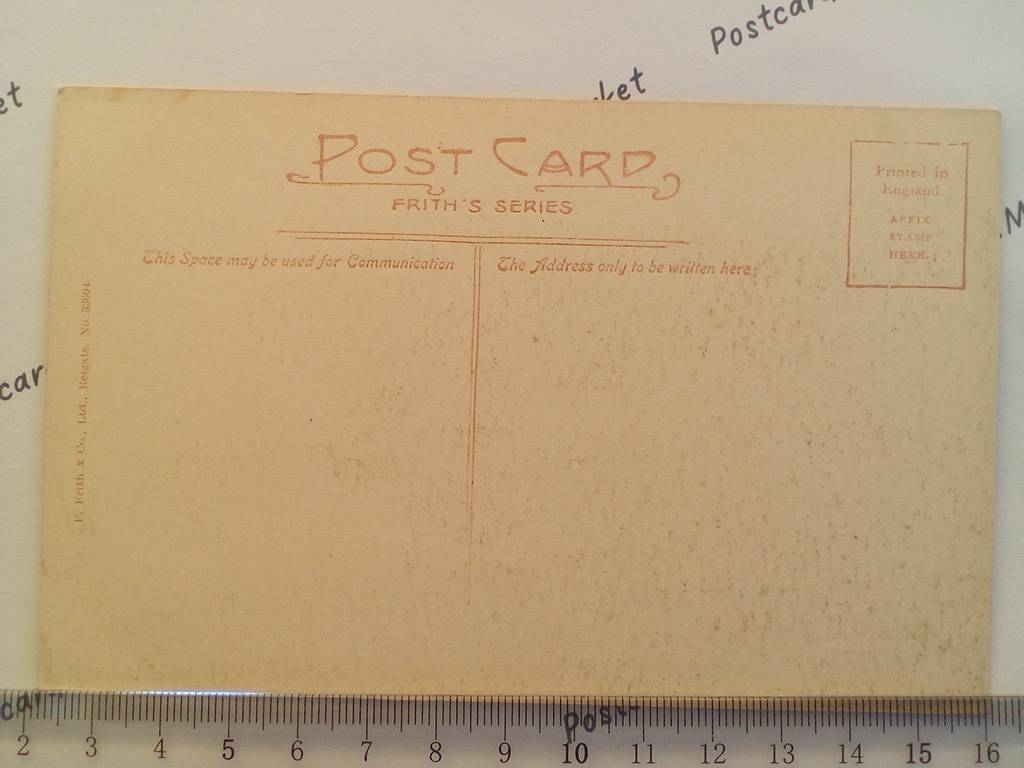 Postcar
ket
et
POST CARD
FRITH'S SERIES
Printed in
England
AFFIX
STAMP
HERE.
This Space may be used for Communication
The Address only to be written here.
F. Frith & Co., Ltd., Reigate, No.
.M
car
car
Post
2 3 4 5 6 7 8 9 10 11 12 13 14 15 16